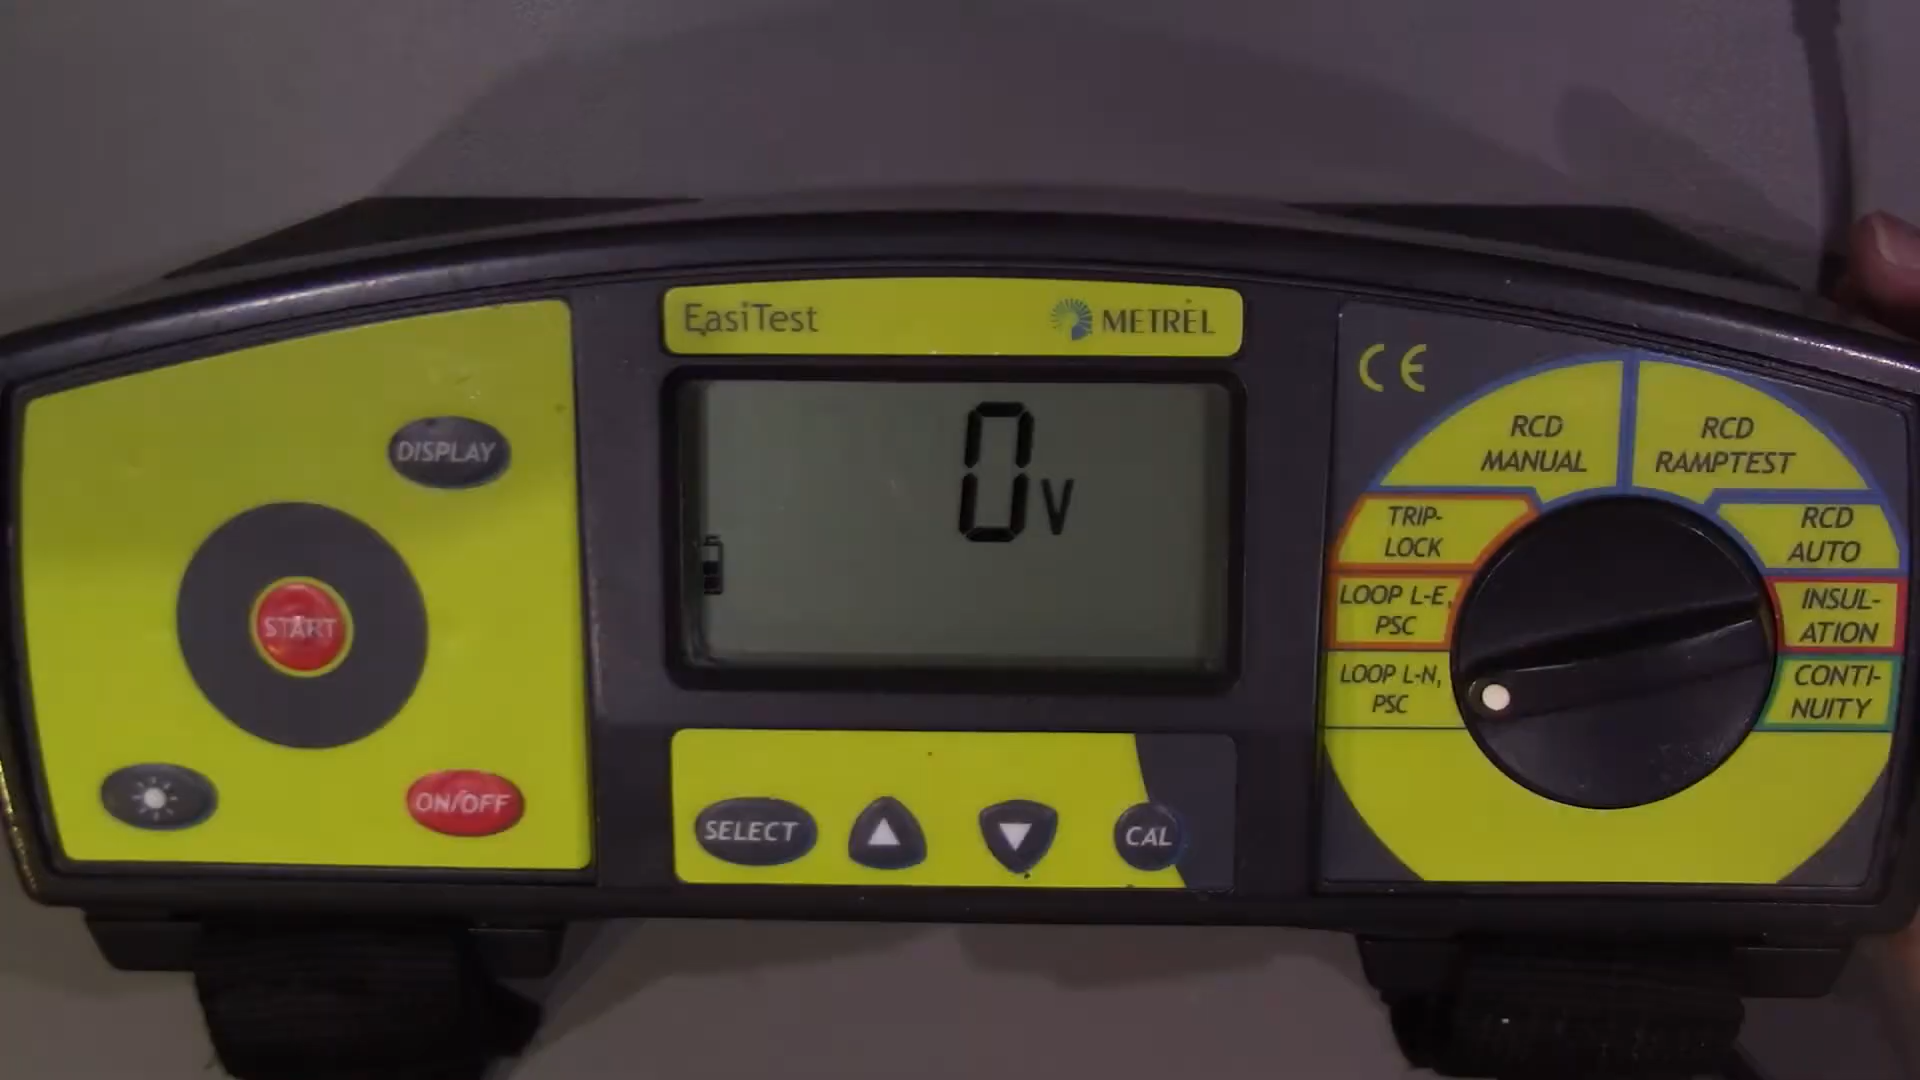 EasiTest METREL
CE
DISPLAY
START
ON/OFF
0V
SELECT
CAL
RCD
MANUAL
RCD
RAMPTEST
TRIP-
LOCK
RCD
AUTO
LOOP L-E,
PSC
INSUL-
ATION
LOOP L-N,
PSC
CONTI-
NUITY